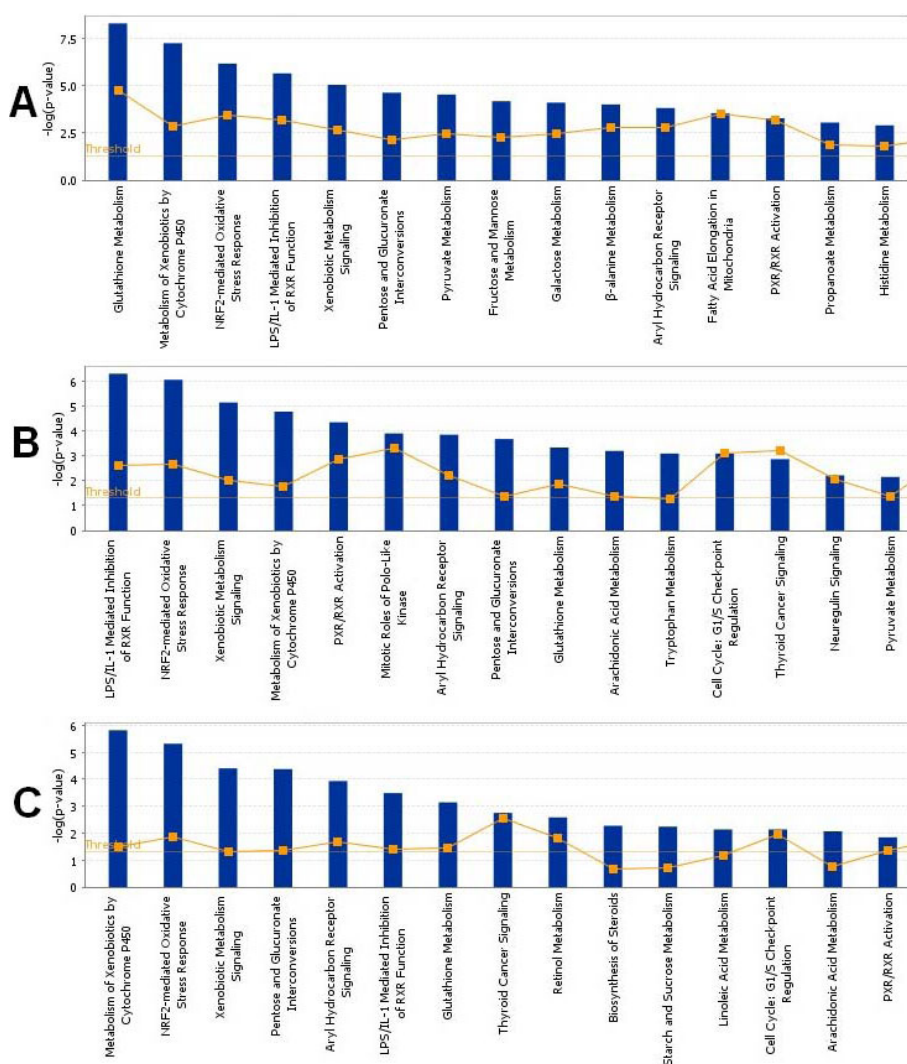 A
-log(p-value)
7.5
5.0
2.5
0.0
Threshold
Glutathione Metabolism
Metabolism of Xenobiotics by
Cytochrome P450
NRF2-mediated Oxidative
Stress Response
LPS/IL-1 Mediated Inhibition
of RXR Function
Xenobiotic Metabolism
Signaling
Pentose and Glucuronate
Interconversions
Pyruvate Metabolism
Fructose and Mannose
Metabolism
Galactose Metabolism
β-alanine Metabolism
Aryl Hydrocarbon Receptor
Signaling
Fatty Acid Elongation in
Mitochondria
PXR/RXR Activation
Propanoate Metabolism
Histidine Metabolism
B
-log(p-value)
6
5
4
3
2
1
0
Threshold
LPS/IL-1 Mediated Inhibition
of RXR Function
NRF2-mediated Oxidative
Stress Response
Xenobiotic Metabolism
Signaling
Metabolism of Xenobiotics by
Cytochrome P450
PXR/RXR Activation
Mitotic Roles of Polo-Like
Kinase
Aryl Hydrocarbon Receptor
Signaling
Pentose and Glucuronate
Interconversions
Glutathione Metabolism
Arachidonic Acid Metabolism
Tryptophan Metabolism
Cell Cycle: G1/S Checkpoint
Regulation
Thyroid Cancer Signaling
Neuregulin Signaling
Pyruvate Metabolism
C
-log(p-value)
6
5
4
3
2
1
0
Threshold
Metabolism of Xenobiotics by
Cytochrome P450
NRF2-mediated Oxidative
Stress Response
Xenobiotic Metabolism
Signaling
Pentose and Glucuronate
Interconversions
Aryl Hydrocarbon Receptor
Signaling
LPS/IL-1 Mediated Inhibition
of RXR Function
Glutathione Metabolism
Thyroid Cancer Signaling
Retinol Metabolism
Biosynthesis of Steroids
Starch and Sucrose Metabolism
Linoleic Acid Metabolism
Cell Cycle: G1/S Checkpoint
Regulation
Arachidonic Acid Metabolism
PXR/RXR Activation